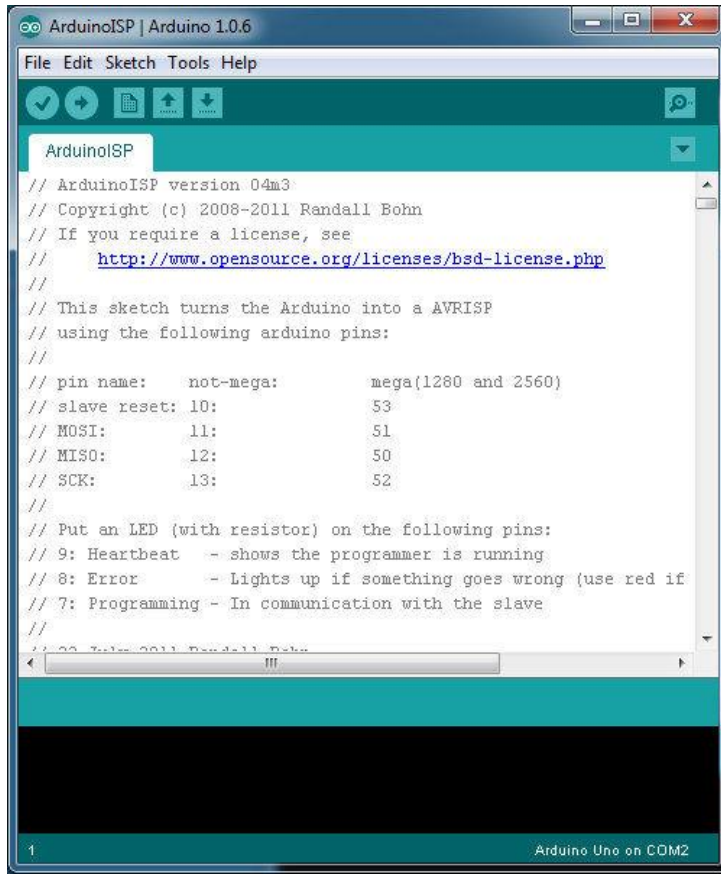 ArduinoISP | Arduino 1.0.6
File Edit Sketch Tools Help
ArduinoISP
// ArduinoISP version 04m3
// Copyright (c) 2008-2011 Randall Bohn
// If you require a license, see
//     http://www.opensource.org/licenses/bsd-license.php
//
// This sketch turns the Arduino into a AVRISP
// using the following arduino pins:
//
// pin name:    not-mega:         mega(1280 and 2560)
// slave reset: 10:               53
// MOSI:        11:               51
// MISO:        12:               50
// SCK:         13:               52
//
// Put an LED (with resistor) on the following pins:
// 9: Heartbeat   - shows the programmer is running
// 8: Error       - Lights up if something goes wrong (use red if
// 7: Programming - In communication with the slave
//
// 22 July 2011 Randall Bohn
1
Arduino Uno on COM2